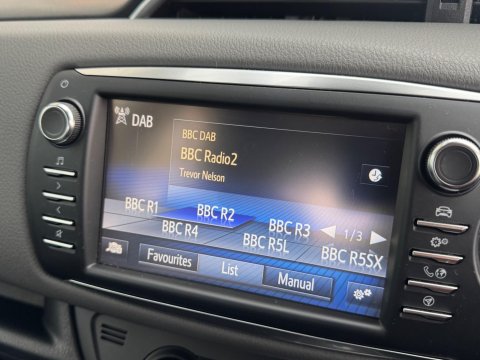 DAB
BBC DAB
BBC Radio2
Trevor Nelson
BBC R1 BBC R2 BBC R3 1/3
BBC R4 BBC R5L BBC R5SX
Favourites List Manual